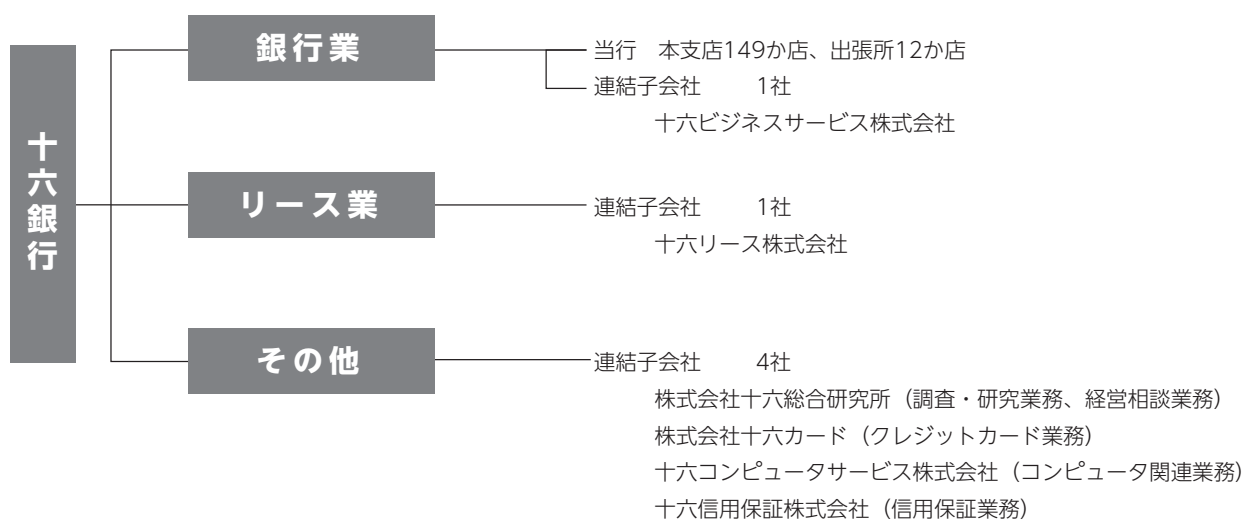 十六銀行
銀行業
当行　本支店149か店、出張所12か店
連結子会社　1社
十六ビジネスサービス株式会社
リース業
連結子会社　1社
十六リース株式会社
その他
連結子会社　4社
株式会社十六総合研究所（調査・研究業務、経営相談業務）
株式会社十六カード（クレジットカード業務）
十六コンピュータサービス株式会社（コンピュータ関連業務）
十六信用保証株式会社（信用保証業務）